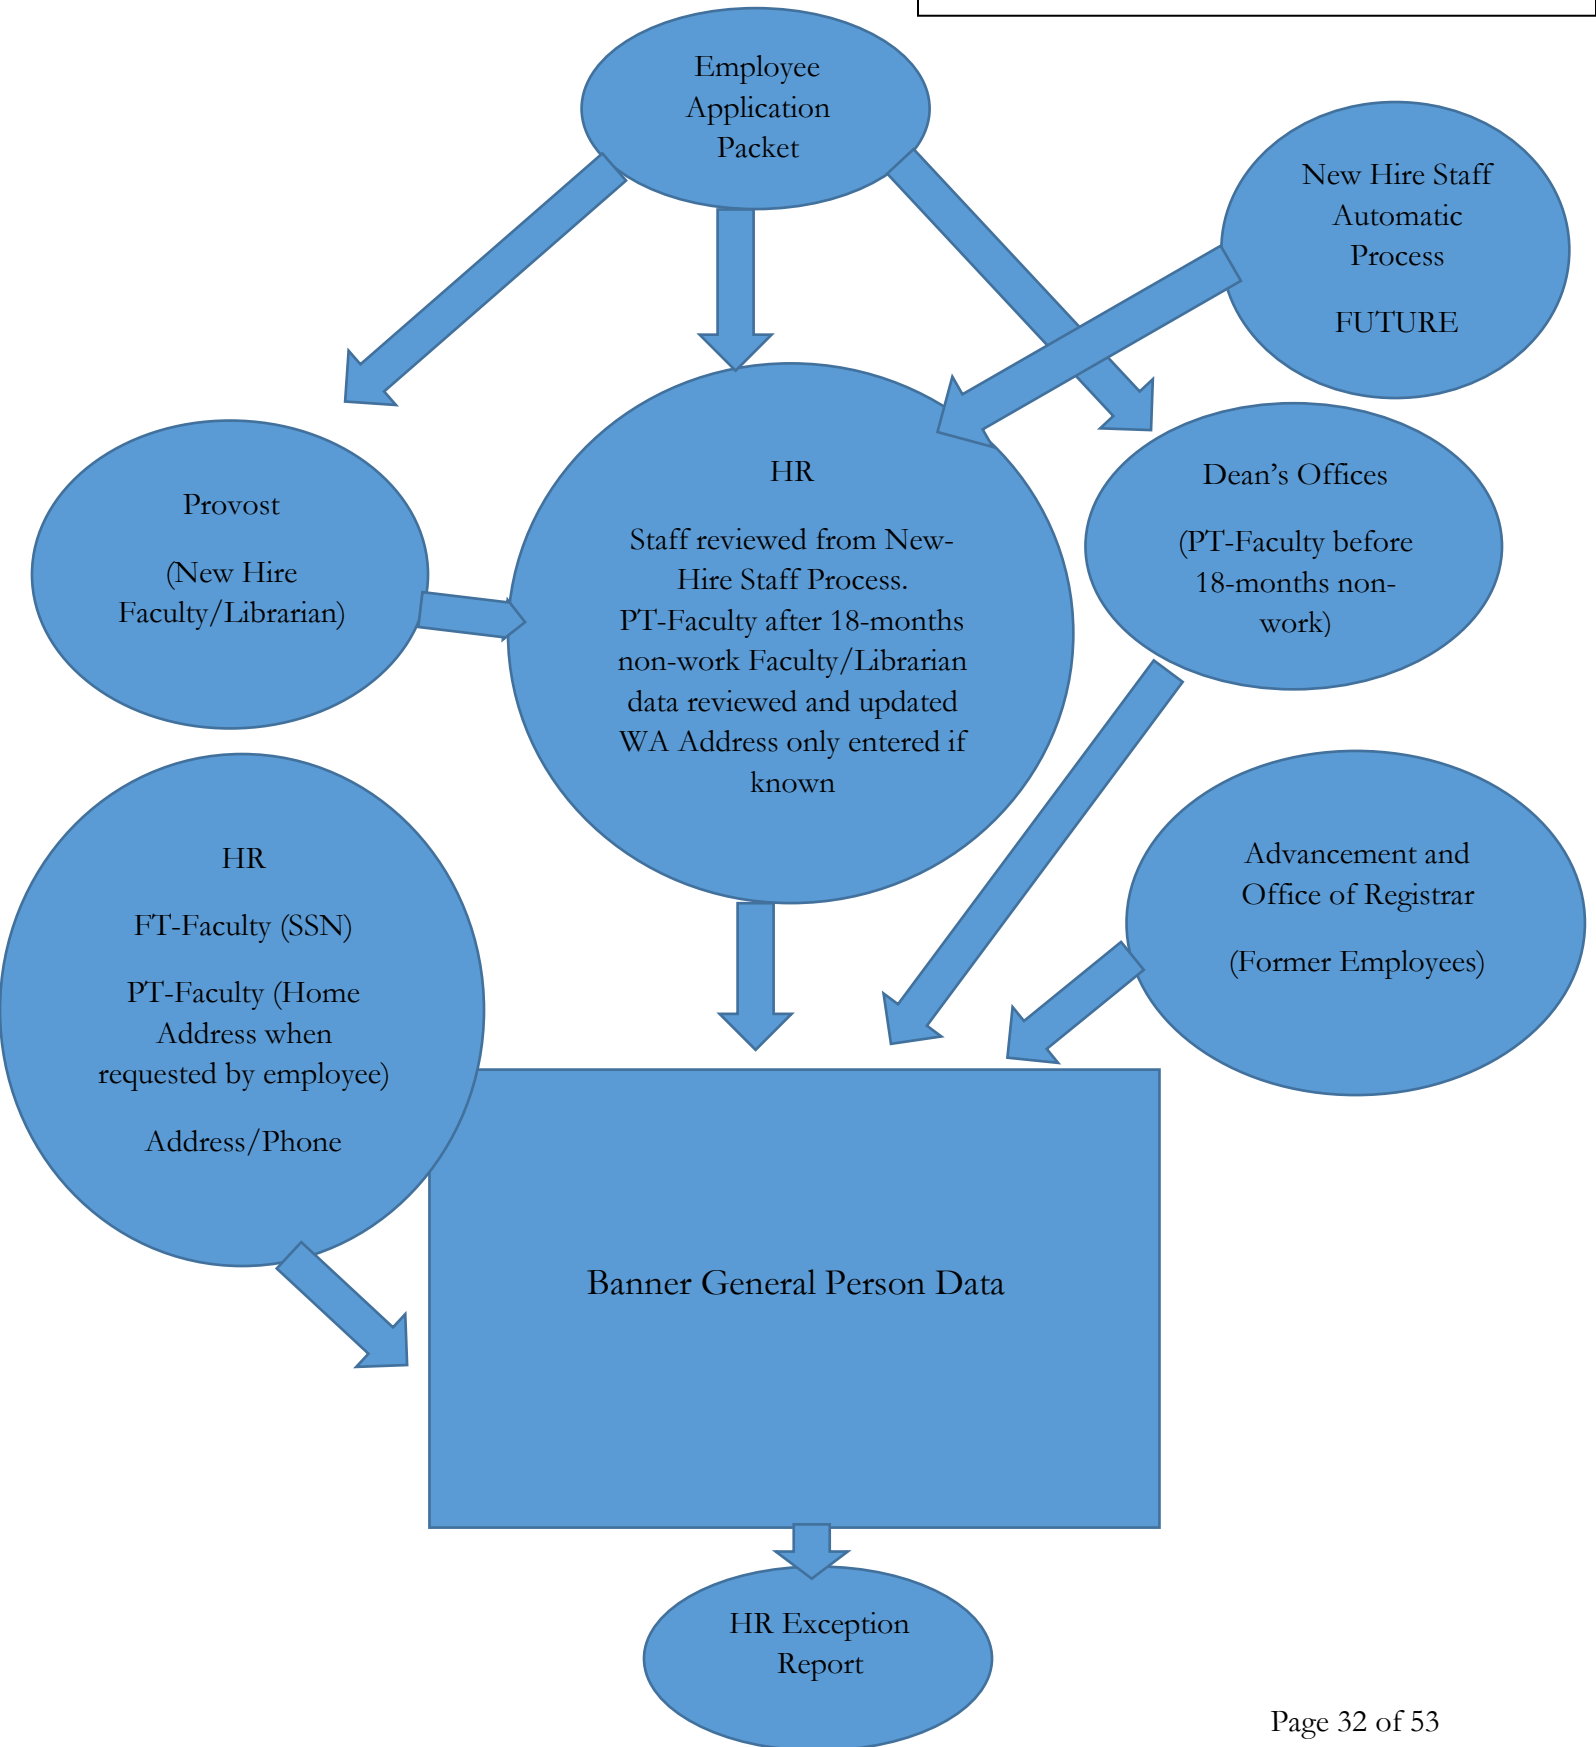 Employee
Application
Packet
New Hire Staff
Automatic
Process
FUTURE
Provost
(New Hire
Faculty/Librarian)
HR
Staff reviewed from New-
Hire Staff Process.
PT-Faculty after 18-months
non-work Faculty/Librarian
data reviewed and updated
WA Address only entered if
known
Dean’s Offices
(PT-Faculty before
18-months non-
work)
HR
FT-Faculty (SSN)
PT-Faculty (Home
Address when
requested by employee)
Address/Phone
Advancement and
Office of Registrar
(Former Employees)
Banner General Person Data
HR Exception
Report
Page 32 of 53